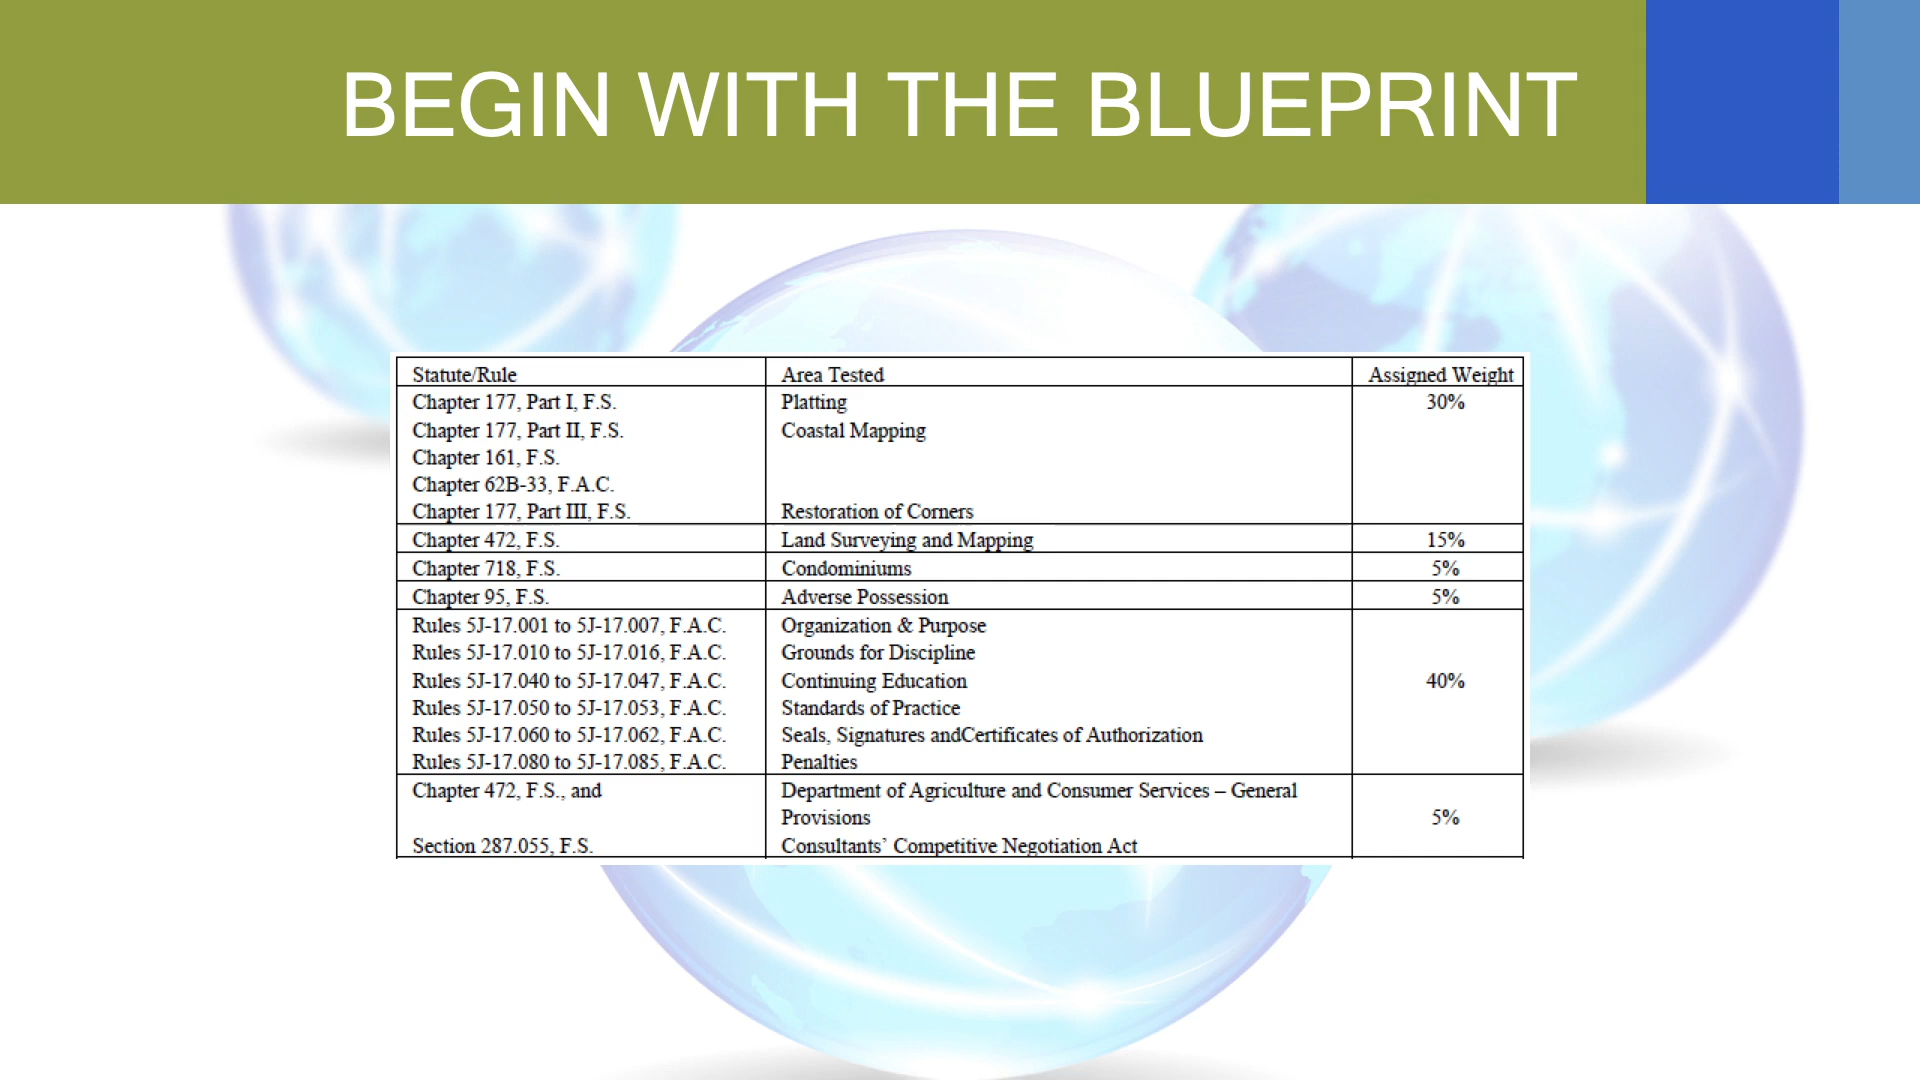 BEGIN WITH THE BLUEPRINT
Statute/Rule Area Tested Assigned Weight
Chapter 177, Part I, F.S. Platting 30%
Chapter 177, Part II, F.S. Coastal Mapping
Chapter 161, F.S.
Chapter 62B-33, F.A.C.
Chapter 177, Part III, F.S. Restoration of Corners
Chapter 472, F.S. Land Surveying and Mapping 15%
Chapter 718, F.S. Condominiums 5%
Chapter 95, F.S. Adverse Possession 5%
Rules 5J-17.001 to 5J-17.007, F.A.C. Organization & Purpose
Rules 5J-17.010 to 5J-17.016, F.A.C. Grounds for Discipline
Rules 5J-17.040 to 5J-17.047, F.A.C. Continuing Education 40%
Rules 5J-17.050 to 5J-17.053, F.A.C. Standards of Practice
Rules 5J-17.060 to 5J-17.062, F.A.C. Seals, Signatures andCertificates of Authorization
Rules 5J-17.080 to 5J-17.085, F.A.C. Penalties
Chapter 472, F.S., and Department of Agriculture and Consumer Services – General
Provisions 5%
Section 287.055, F.S. Consultants’ Competitive Negotiation Act